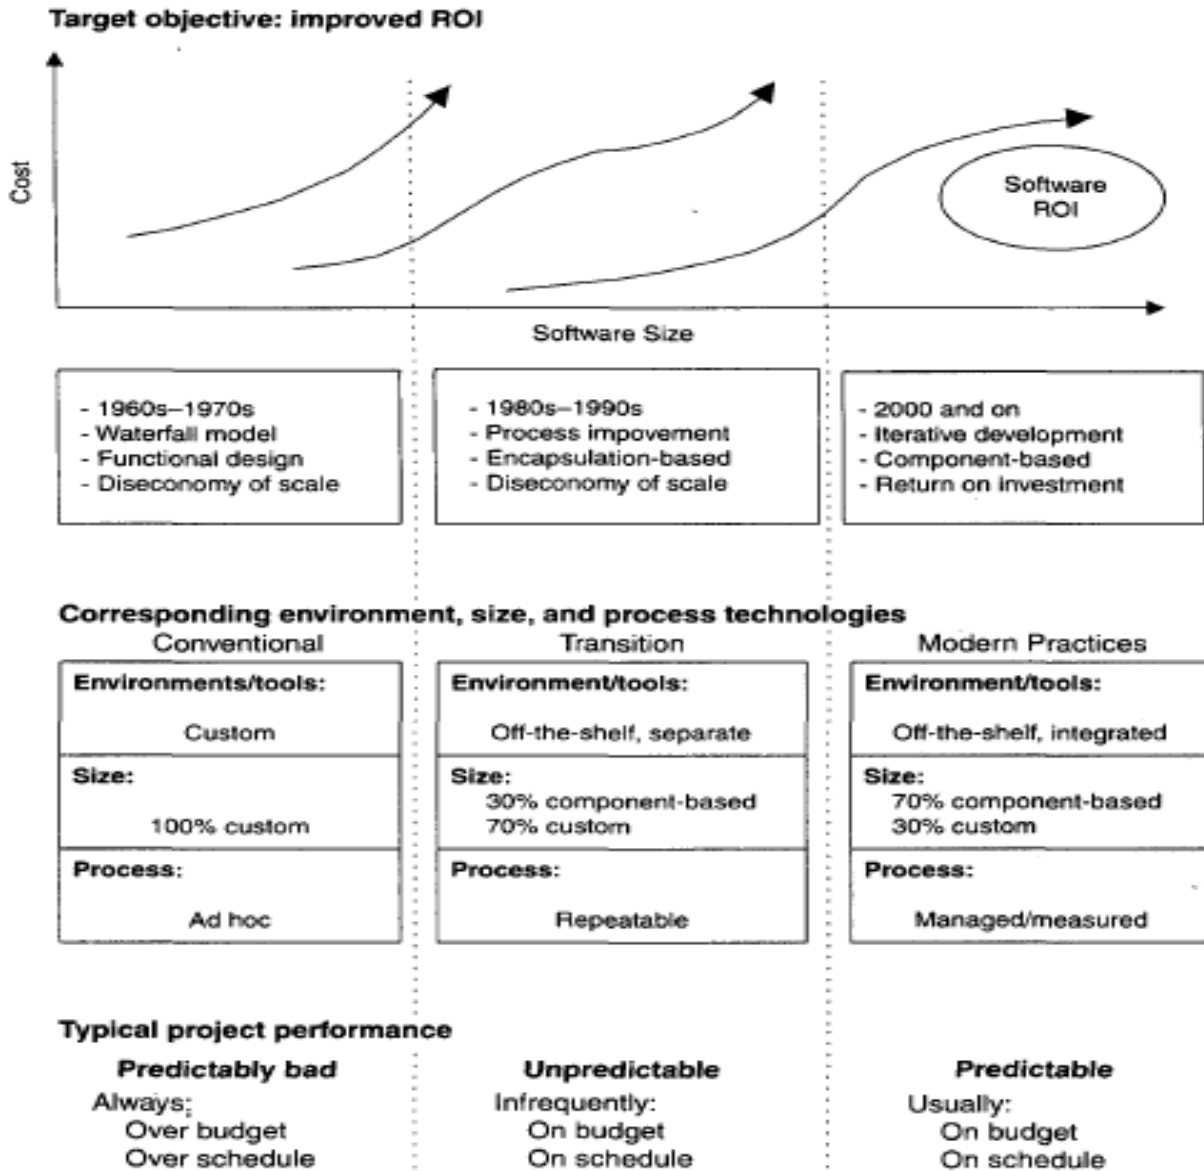 Target objective: improved ROI
Cost
Software
ROI
Software Size
- 1960s–1970s
- Waterfall model
- Functional design
- Diseconomy of scale
- 1980s–1990s
- Process impovement
- Encapsulation-based
- Diseconomy of scale
- 2000 and on
- Iterative development
- Component-based
- Return on investment
Corresponding environment, size, and process technologies
Conventional
Environments/tools:
Custom
Size:
100% custom
Process:
Ad hoc
Transition
Environment/tools:
Off-the-shelf, separate
Size:
30% component-based
70% custom
Process:
Repeatable
Modern Practices
Environment/tools:
Off-the-shelf, integrated
Size:
70% component-based
30% custom
Process:
Managed/measured
Typical project performance
Predictably bad
Always:
Over budget
Over schedule
Unpredictable
Infrequently:
On budget
On schedule
Predictable
Usually:
On budget
On schedule